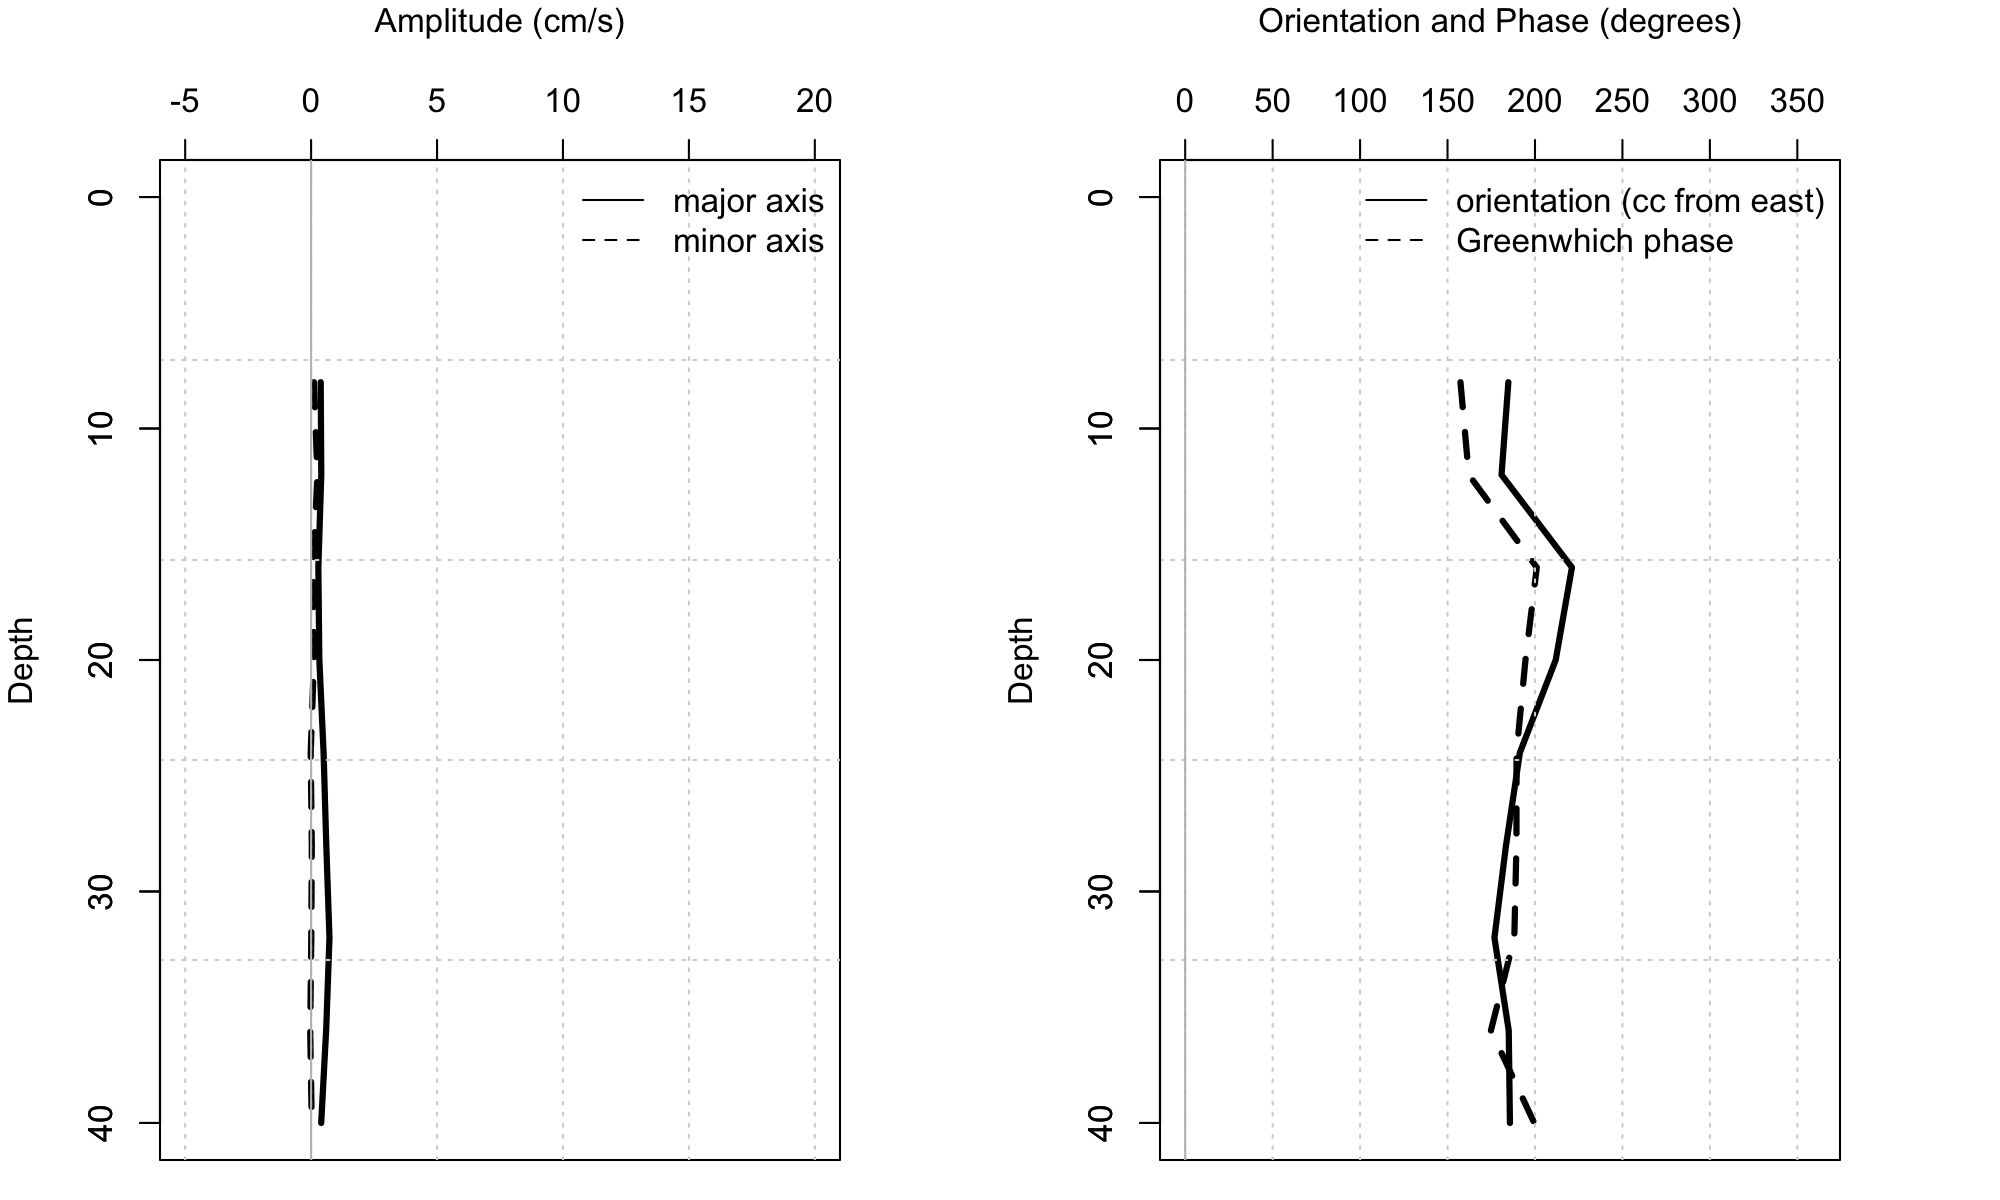 Amplitude (cm/s)
-5 0 5 10 15 20
major axis
minor axis
0
10
20
30
40
Depth
Orientation and Phase (degrees)
0 50 100 150 200 250 300 350
orientation (cc from east)
Greenwhich phase
0
10
20
30
40
Depth